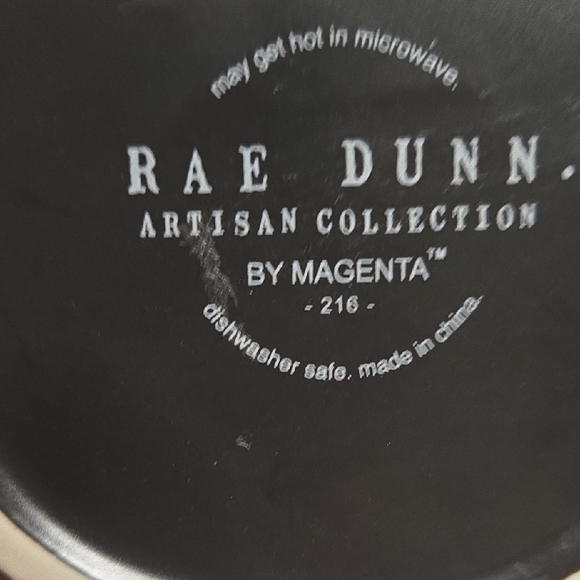 may get hot in microwave.
RAE DUNN.
ARTISAN COLLECTION
BY MAGENTA™
- 216 -
dishwasher safe. made in china.